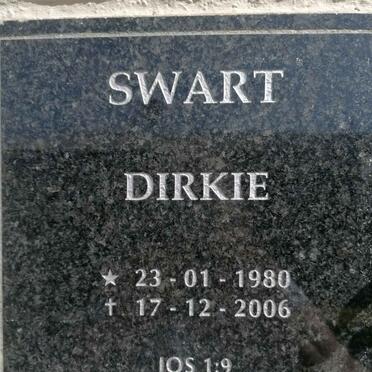 SWART
DIRKIE
★ 23 - 01 - 1980
† 17 - 12 - 2006
JOS 1:9